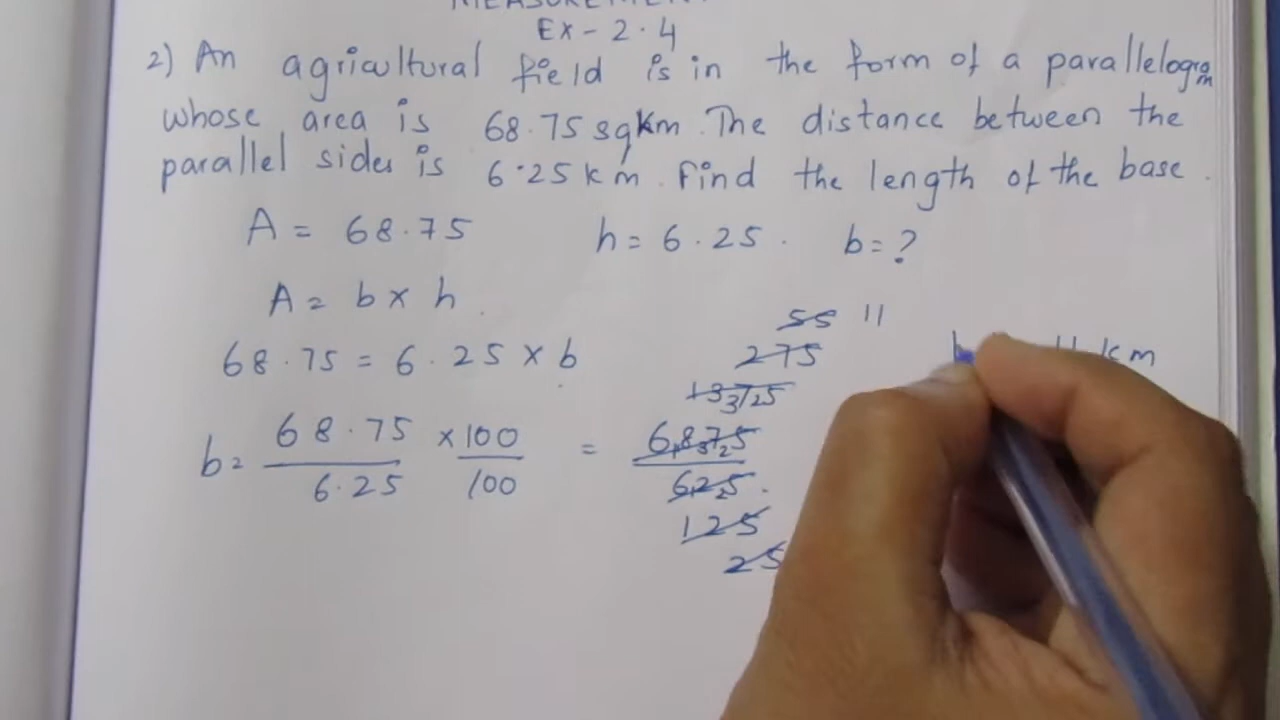 MEASUREMENT
Ex - 2.4
2) An agricultural field is in the form of a parallelogram
whose area is 68.75 sqkm. The distance between the
parallel sides is 6.25 km. Find the length of the base.
A = 68.75 h = 6.25. b = ?
A = b x h.
55 11
68.75 = 6.25 x b 275 11 km
1375
b = 68.75 x 100 = 6875
6.25 100 625.
125
25